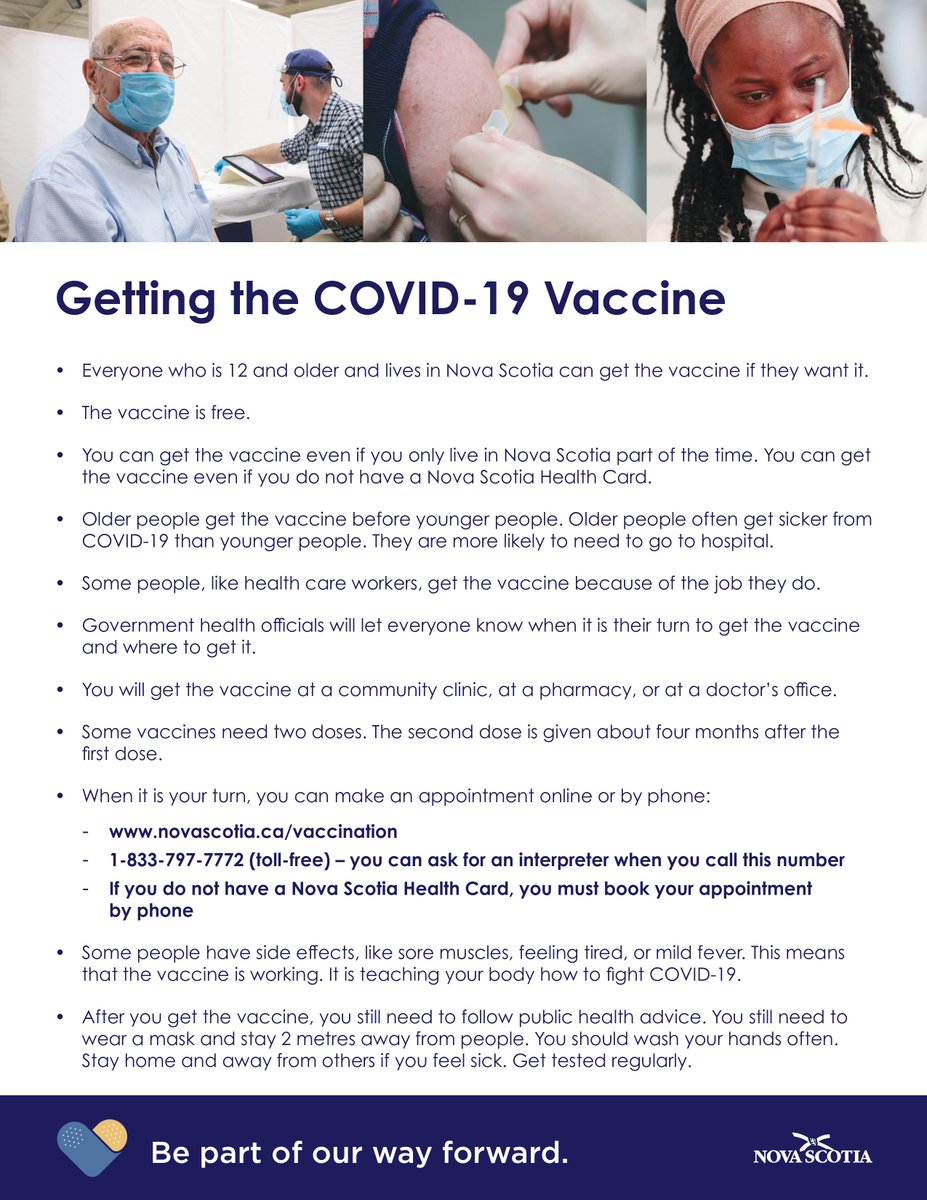 Getting the COVID-19 Vaccine
• Everyone who is 12 and older and lives in Nova Scotia can get the vaccine if they want it.
• The vaccine is free.
• You can get the vaccine even if you only live in Nova Scotia part of the time. You can get
the vaccine even if you do not have a Nova Scotia Health Card.
• Older people get the vaccine before younger people. Older people often get sicker from
COVID-19 than younger people. They are more likely to need to go to hospital.
• Some people, like health care workers, get the vaccine because of the job they do.
• Government health officials will let everyone know when it is their turn to get the vaccine
and where to get it.
• You will get the vaccine at a community clinic, at a pharmacy, or at a doctor’s office.
• Some vaccines need two doses. The second dose is given about four months after the
first dose.
• When it is your turn, you can make an appointment online or by phone:
- www.novascotia.ca/vaccination
- 1-833-797-7772 (toll-free) – you can ask for an interpreter when you call this number
- If you do not have a Nova Scotia Health Card, you must book your appointment
by phone
• Some people have side effects, like sore muscles, feeling tired, or mild fever. This means
that the vaccine is working. It is teaching your body how to fight COVID-19.
• After you get the vaccine, you still need to follow public health advice. You still need to
wear a mask and stay 2 metres away from people. You should wash your hands often.
Stay home and away from others if you feel sick. Get tested regularly.
Be part of our way forward.
NOVA SCOTIA